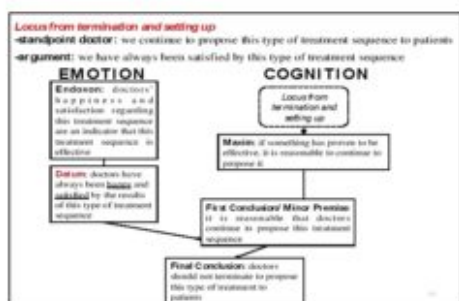 Locus from termination and setting up
-standpoint doctor: we continue to propose this type of treatment sequence to patients
-argument: we have always been satisfied by this type of treatment sequence
EMOTION
COGNITION
Endoxon: doctors'
happiness and
satisfaction regarding
this treatment sequence
are an indicator that this
treatment sequence is
effective
Locus from
termination and
setting up
Maxim: if something has proven to be
effective, it is reasonable to continue to
propose it
Datum: doctors have
always been happy and
satisfied by the results
of this type of treatment
sequence
First Conclusion/ Minor Premise
it is reasonable that doctors
continue to propose this treatment
sequence
Final Conclusion: doctors
should not terminate to propose
this type of treatment to
patients